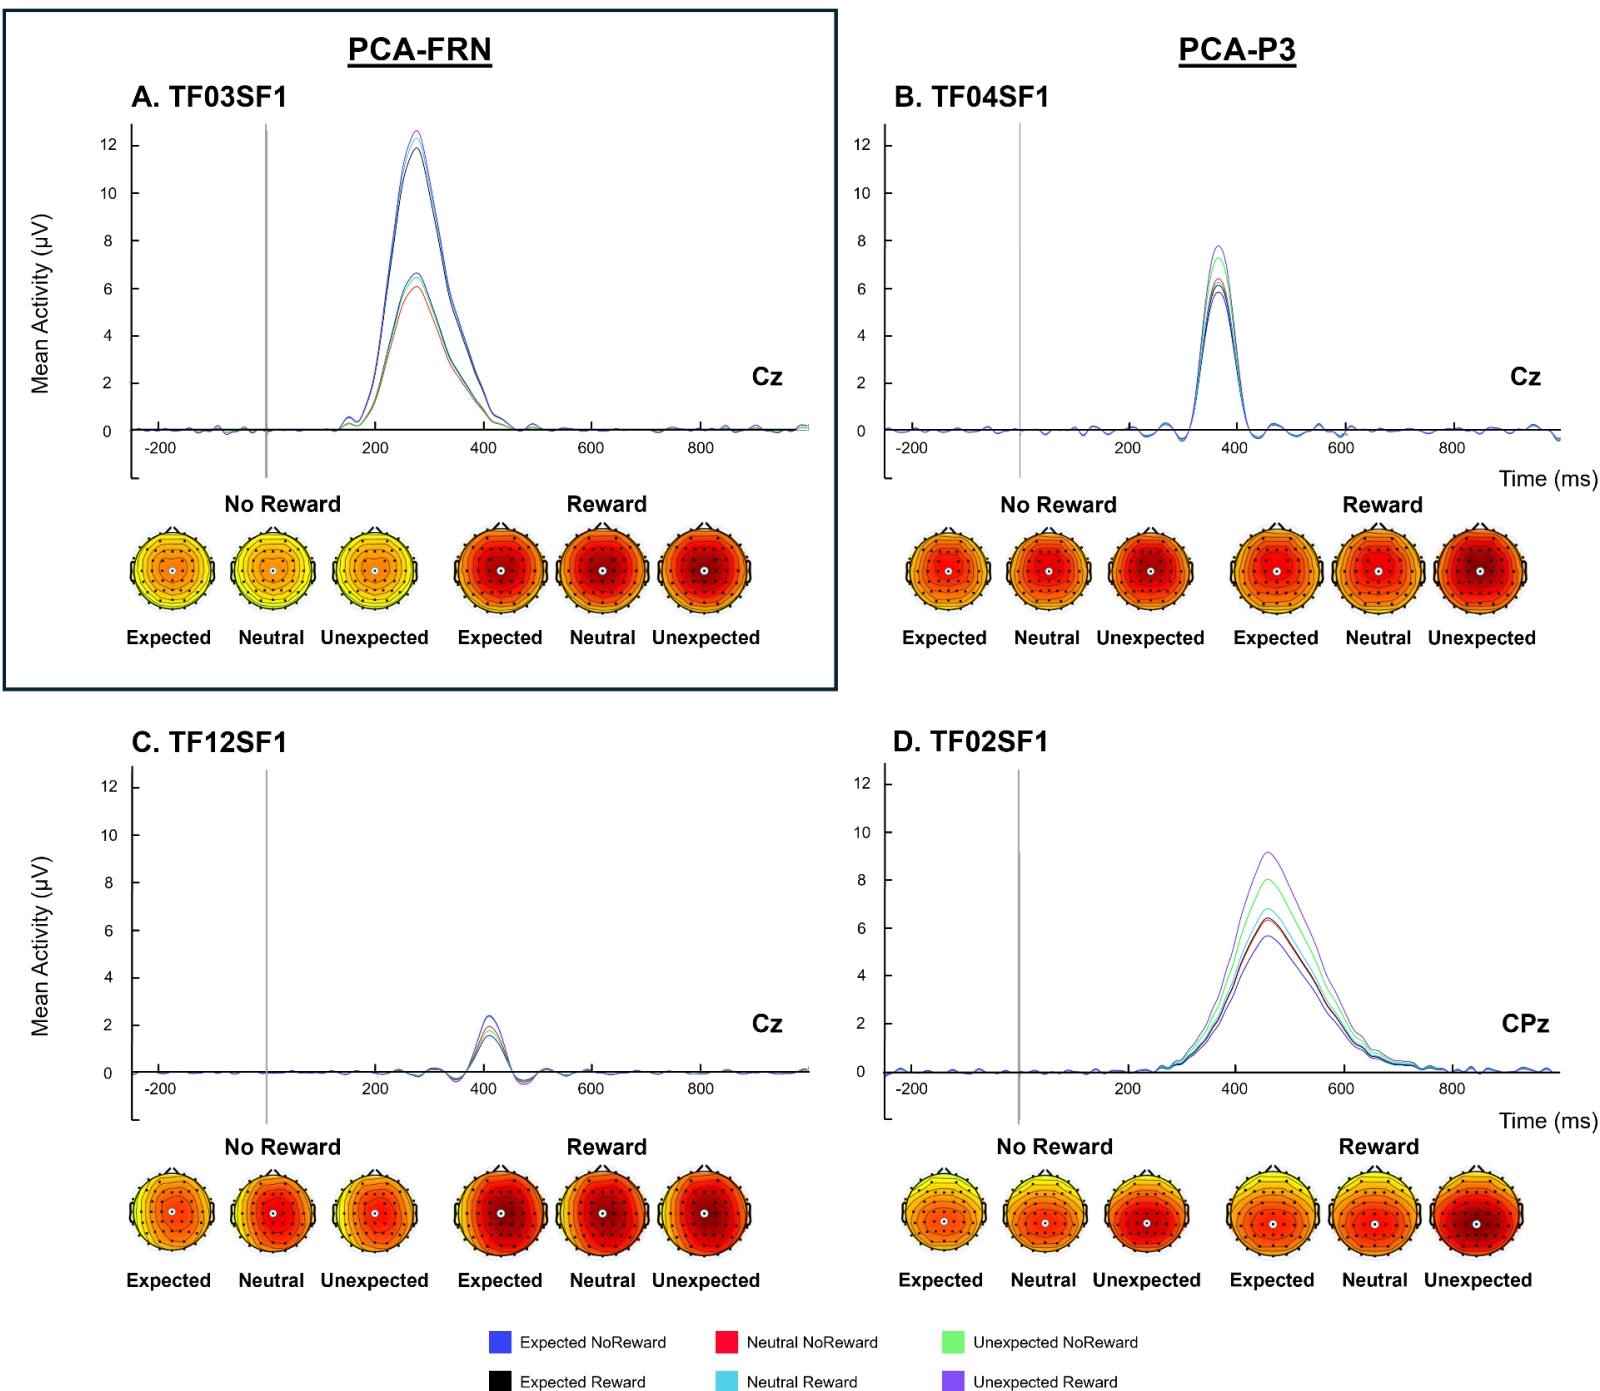 PCA-FRN
PCA-P3
A. TF03SF1
B. TF04SF1
Mean Activity (µV)
12
10
8
6
4
2
0
-200
200
400
600
800
Cz
12
10
8
6
4
2
0
-200
200
400
600
800
Cz
Time (ms)
No Reward
Reward
Expected
Neutral
Unexpected
Expected
Neutral
Unexpected
No Reward
Reward
Expected
Neutral
Unexpected
Expected
Neutral
Unexpected
C. TF12SF1
D. TF02SF1
Mean Activity (µV)
12
10
8
6
4
2
0
-200
200
400
600
800
Cz
12
10
8
6
4
2
0
-200
200
400
600
800
CPz
Time (ms)
No Reward
Reward
Expected
Neutral
Unexpected
Expected
Neutral
Unexpected
No Reward
Reward
Expected
Neutral
Unexpected
Expected
Neutral
Unexpected
Expected NoReward
Neutral NoReward
Unexpected NoReward
Expected Reward
Neutral Reward
Unexpected Reward